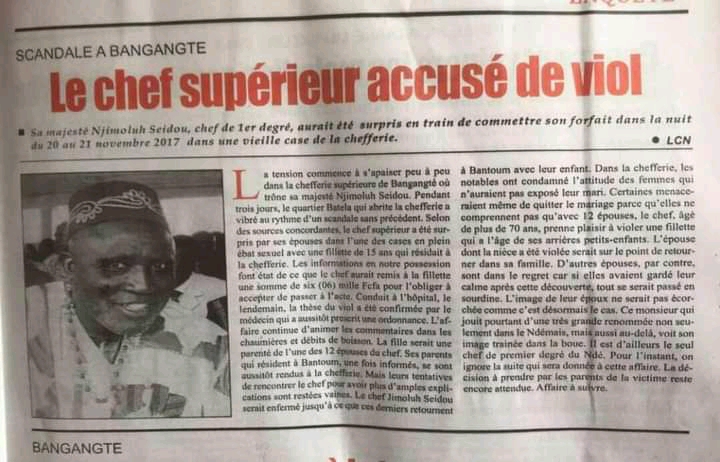 ENQUETE
SCANDALE A BANGANGTE
Le chef supérieur accusé de viol
■ Sa majesté Njimoluh Seidou, chef de 1er degré, aurait été surpris en train de commettre son forfait dans la nuit
du 20 au 21 novembre 2017 dans une vieille case de la chefferie.
● LCN
La tension commence à s'apaiser peu à peu
dans la chefferie supérieure de Bangangté où
trône sa majesté Njimoluh Seidou. Pendant
trois jours, le quartier Batela qui abrite la chefferie a
vibré au rythme d'un scandale sans précédent. Selon
des sources concordantes, le chef supérieur a été sur-
pris par ses épouses dans l'une des cases en plein
ébat sexuel avec une fillette de 15 ans qui résidait à
la chefferie. Les informations en notre possession
font état de ce que le chef aurait remis à la fillette
une somme de six (06) mille Fcfa pour l'obliger à
accepter de passer à l'acte. Conduit à l'hôpital, le
lendemain, la thèse du viol a été confirmée par le
médecin qui a aussitôt prescrit une ordonnance. L'af-
faire continue d'animer les commentaires dans les
chaumières et débits de boisson. La fille serait une
parenté de l'une des 12 épouses du chef. Ses parents
qui résident à Bantoum, une fois informés, se sont
aussitôt rendus à la chefferie. Mais leurs tentatives
de rencontrer le chef pour avoir plus d'amples expli-
cations sont restées vaines. Le chef Jimoluh Seidou
serait enfermé jusqu'à ce que ces derniers retournent
à Bantoum avec leur enfant. Dans la chefferie, les
notables ont condamné l'attitude des femmes qui
n'auraient pas exposé leur mari. Certaines menace-
raient même de quitter le mariage parce qu'elles ne
comprennent pas qu'avec 12 épouses, le chef, âgé
de plus de 70 ans, prenne plaisir à violer une fillette
qui a l'âge de ses arrières petits-enfants. L'épouse
dont la nièce a été violée serait sur le point de retour-
ner dans sa famille. D'autres épouses, par contre,
sont dans le regret car si elles avaient gardé leur
calme après cette découverte, tout se serait passé en
sourdine. L'image de leur époux ne serait pas écor-
chée comme c'est désormais le cas. Ce monsieur qui
jouit pourtant d'une très grande renommée non seu-
lement dans le Ndémais, mais aussi au-delà, voit son
image trainée dans la boue. Il est d'ailleurs le seul
chef de premier degré du Ndé. Pour l'instant, on
ignore la suite qui sera donnée à cette affaire. La dé-
cision à prendre par les parents de la victime reste
encore attendue. Affaire à suivre.
BANGANGTE